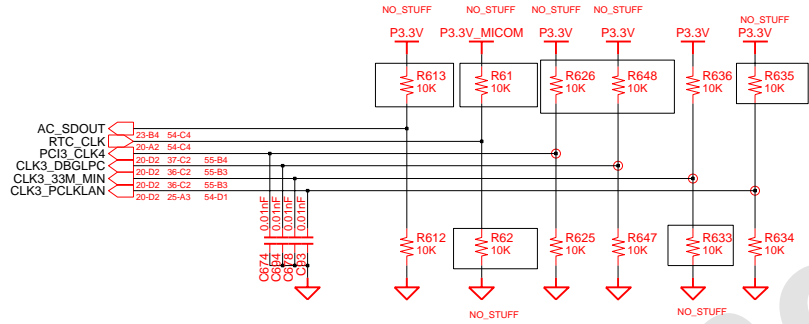 NO_STUFF NO_STUFF NO_STUFF NO_STUFF NO_STUFF
P3.3V P3.3V_MICOM P3.3V P3.3V P3.3V P3.3V
R613 R61 R626 R648 R636 R635
10K 10K 10K 10K 10K 10K
AC_SDOUT 23-B4 54-C4
RTC_CLK 20-A2 54-C4
PCI3_CLK4 20-D2 37-C2 55-B4
CLK3_DBGLPC 20-D2 36-C2 55-B3
CLK3_33M_MIN 20-D2 36-C2 55-B3
CLK3_PCLKLAN 20-D2 25-A3 54-D1
0.01nF 0.01nF 0.01nF 0.01nF
C674 C694 C678 C93
R612 R62 R625 R647 R633 R634
10K 10K 10K 10K 10K 10K
NO_STUFF NO_STUFF